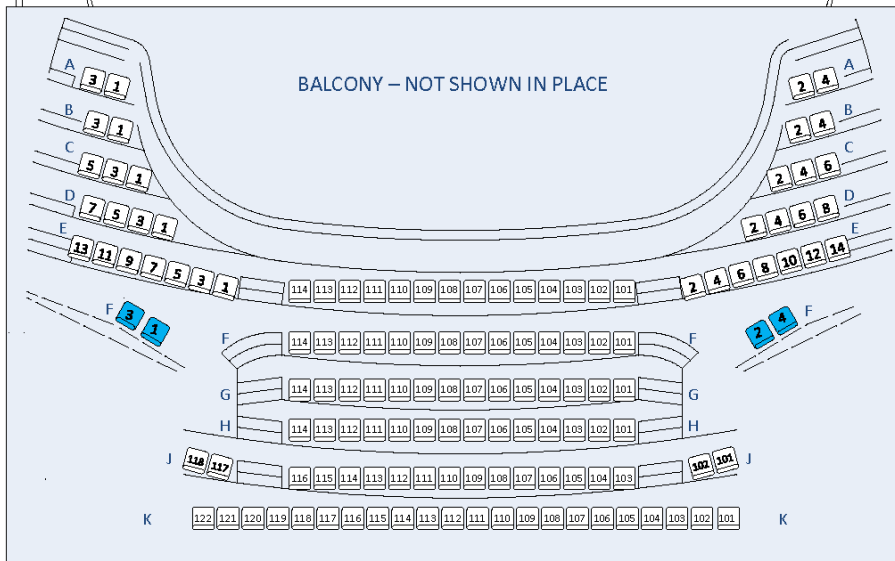 BALCONY – NOT SHOWN IN PLACE
A 3 1 2 4 A
B 3 1 2 4 B
C 5 3 1 2 4 6 C
D 7 5 3 1 2 4 6 8 D
E 13 11 9 7 5 3 1 114 113 112 111 110 109 108 107 106 105 104 103 102 101 2 4 6 8 10 12 14 E
F 3 1 2 4 F
F 114 113 112 111 110 109 108 107 106 105 104 103 102 101 F
G 114 113 112 111 110 109 108 107 106 105 104 103 102 101 G
H 114 113 112 111 110 109 108 107 106 105 104 103 102 101 H
J 118 117 116 115 114 113 112 111 110 109 108 107 106 105 104 103 102 101 J
K 122 121 120 119 118 117 116 115 114 113 112 111 110 109 108 107 106 105 104 103 102 101 K